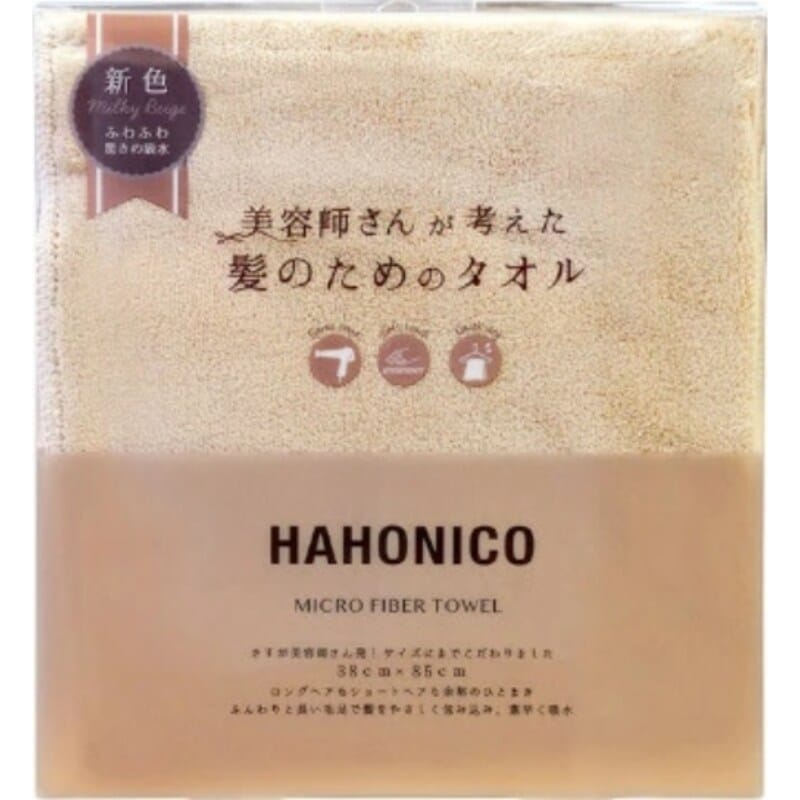 新色
Milky Beige
ふわふわ
驚きの吸水
美容師さんが考えた
髪のためのタオル
HAHONICO
MICRO FIBER TOWEL
さすが美容師さん発!サイズにまでこだわりました
38cm×85cm
ロングヘアもショートヘアも余裕のひとまき
ふんわりと長い毛足で髪をやさしく包み込み、素早く吸水